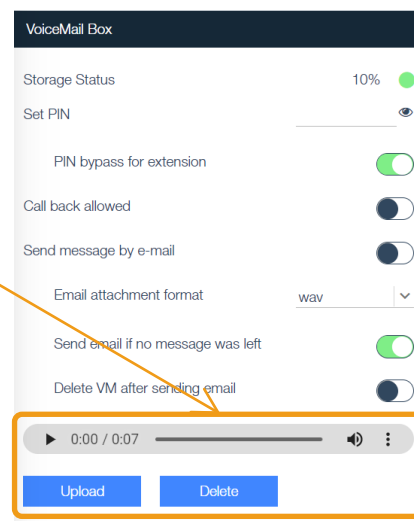 VoiceMail Box
Storage Status 10%
Set PIN
PIN bypass for extension
Call back allowed
Send message by e-mail
Email attachment format wav
Send email if no message was left
Delete VM after sending email
0:00 / 0:07
Upload Delete